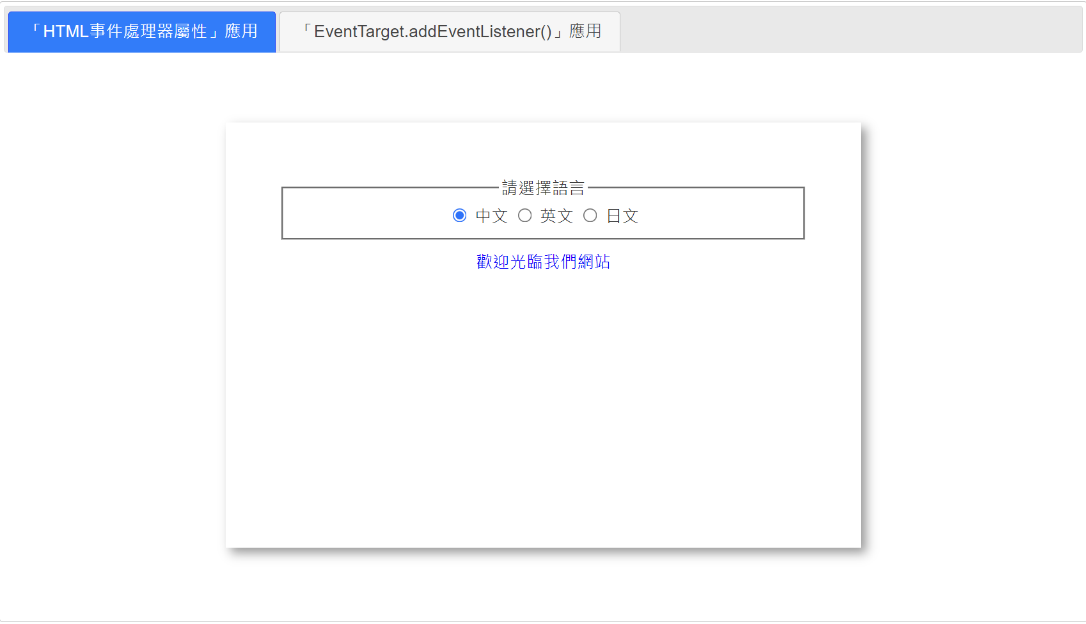 「HTML事件處理器屬性」應用
「EventTarget.addEventListener()」應用
請選擇語言
中文 英文 日文
歡迎光臨我們網站